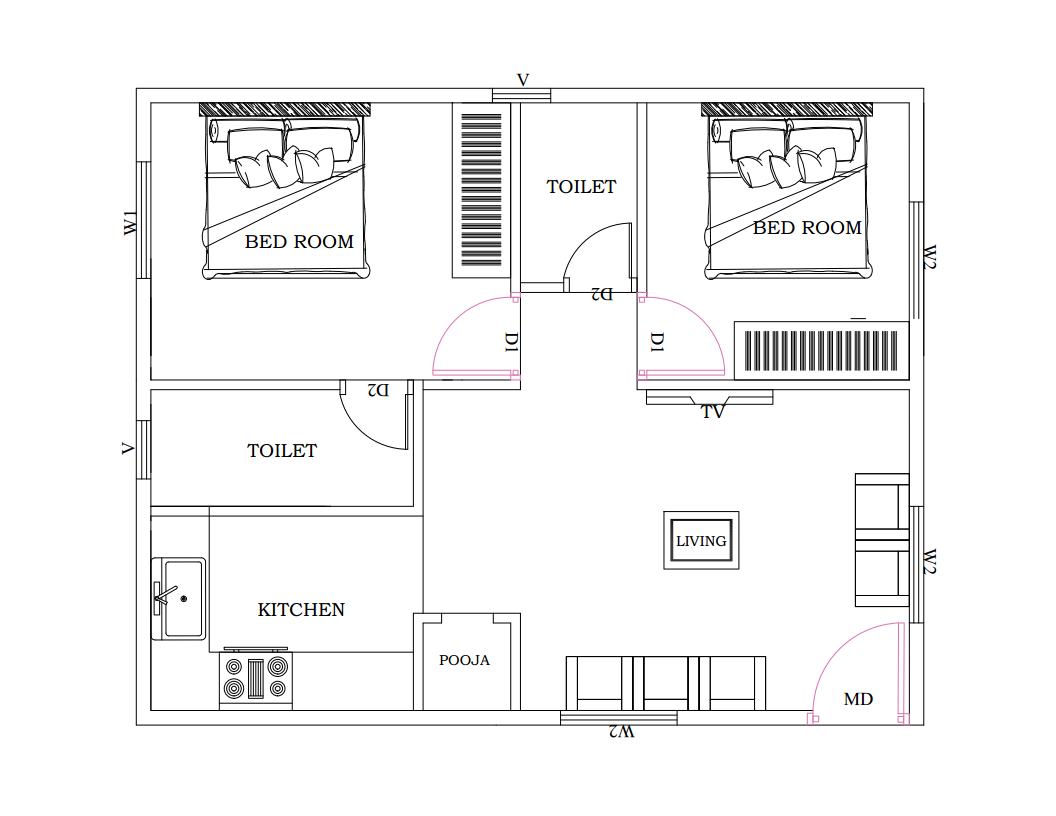 V
TOILET
W1
BED ROOM
BED ROOM
W2
D2
D1
D1
D2
TV
V
TOILET
LIVING
W2
KITCHEN
POOJA
MD
W2